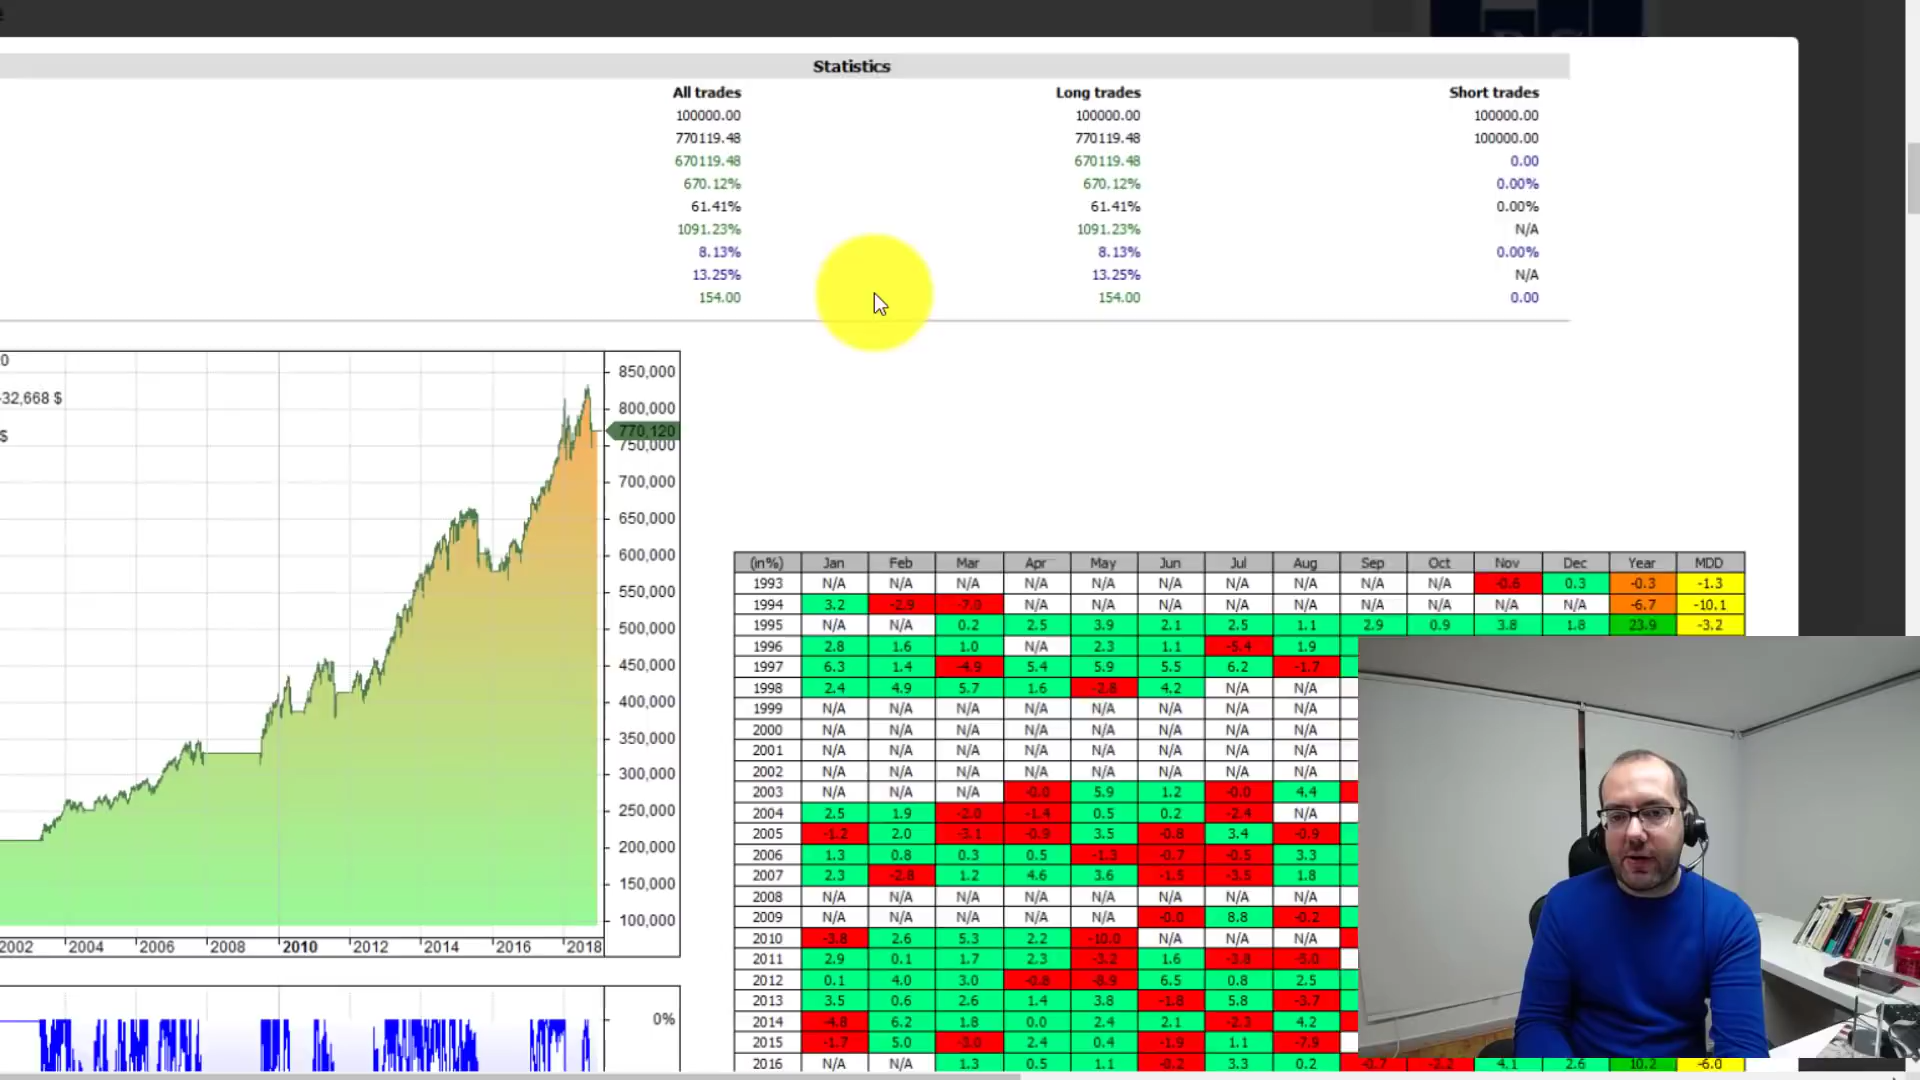 Statistics
All trades Long trades Short trades
100000.00 100000.00 100000.00
770119.48 770119.48 100000.00
670119.48 670119.48 0.00
670.12% 670.12% 0.00%
61.41% 61.41% 0.00%
1091.23% 1091.23% N/A
8.13% 8.13% 0.00%
13.25% 13.25% N/A
154.00 154.00 0.00
0
-32,668 $
$
850,000
800,000
770,120
750,000
700,000
650,000
600,000
550,000
500,000
450,000
400,000
350,000
300,000
250,000
200,000
150,000
100,000
2002 2004 2006 2008 2010 2012 2014 2016 2018
0%
(in%) Jan Feb Mar Apr May Jun Jul Aug Sep Oct Nov Dec Year MDD
1993 N/A N/A N/A N/A N/A N/A N/A N/A N/A N/A -0.6 0.3 -0.3 -1.3
1994 3.2 -2.9 -7.0 N/A N/A N/A N/A N/A N/A N/A N/A N/A -6.7 -10.1
1995 N/A N/A 0.2 2.5 3.9 2.1 2.5 1.1 2.9 0.9 3.8 1.8 23.9 -3.2
1996 2.8 1.6 1.0 N/A 2.3 1.1 -5.4 1.9
1997 6.3 1.4 -4.9 5.4 5.9 5.5 6.2 -1.7
1998 2.4 4.9 5.7 1.6 -2.8 4.2 N/A N/A
1999 N/A N/A N/A N/A N/A N/A N/A N/A
2000 N/A N/A N/A N/A N/A N/A N/A N/A
2001 N/A N/A N/A N/A N/A N/A N/A N/A
2002 N/A N/A N/A N/A N/A N/A N/A N/A
2003 N/A N/A N/A -0.0 5.9 1.2 -0.0 4.4
2004 2.5 1.9 -2.0 -1.4 0.5 0.2 -2.4 N/A
2005 -1.2 2.0 -3.1 -0.9 3.5 -0.8 3.4 -0.9
2006 1.3 0.8 0.3 0.5 -1.3 -0.7 -0.5 3.3
2007 2.3 -2.8 1.2 4.6 3.6 -1.5 -3.5 1.8
2008 N/A N/A N/A N/A N/A N/A N/A N/A
2009 N/A N/A N/A N/A N/A -0.0 8.8 -0.2
2010 -3.8 2.6 5.3 2.2 -10.0 N/A N/A N/A
2011 2.9 0.1 1.7 2.3 -3.2 1.6 -3.8 -5.0
2012 0.1 4.0 3.0 -0.8 -8.9 6.5 0.8 2.5
2013 3.5 0.6 2.6 1.4 3.8 -1.8 5.8 -3.7
2014 -4.8 6.2 1.8 0.0 2.4 2.1 -2.3 4.2
2015 -1.7 5.0 -3.0 2.4 0.4 -1.9 1.1 -7.9
2016 N/A N/A 1.3 0.5 1.1 -0.2 3.3 0.2 -0.7 -2.2 4.1 2.6 10.2 -6.0